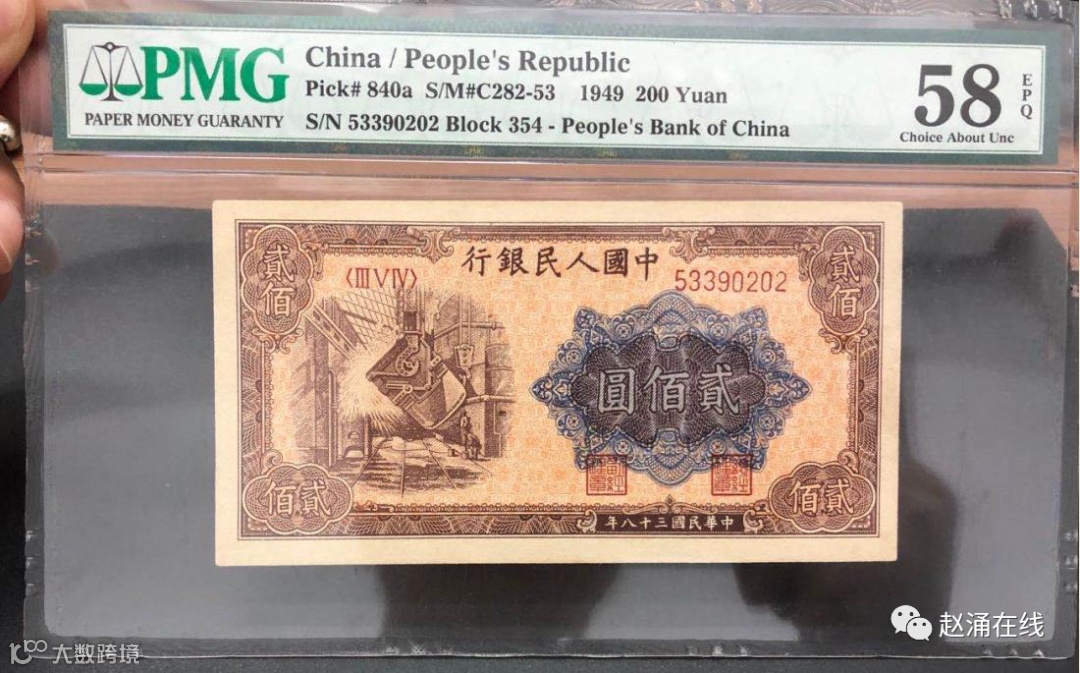 PMG
PAPER MONEY GUARANTY
China / People's Republic
Pick# 840a S/M#C282-53 1949 200 Yuan
S/N 53390202 Block 354 - People's Bank of China
58
EPQ
Choice About Unc
行銀民人國中
〈III V IV〉
53390202
貳佰
貳佰
圓佰貳
佰貳
佰貳
年八十三國民華中
赵涌在线
大数跨境